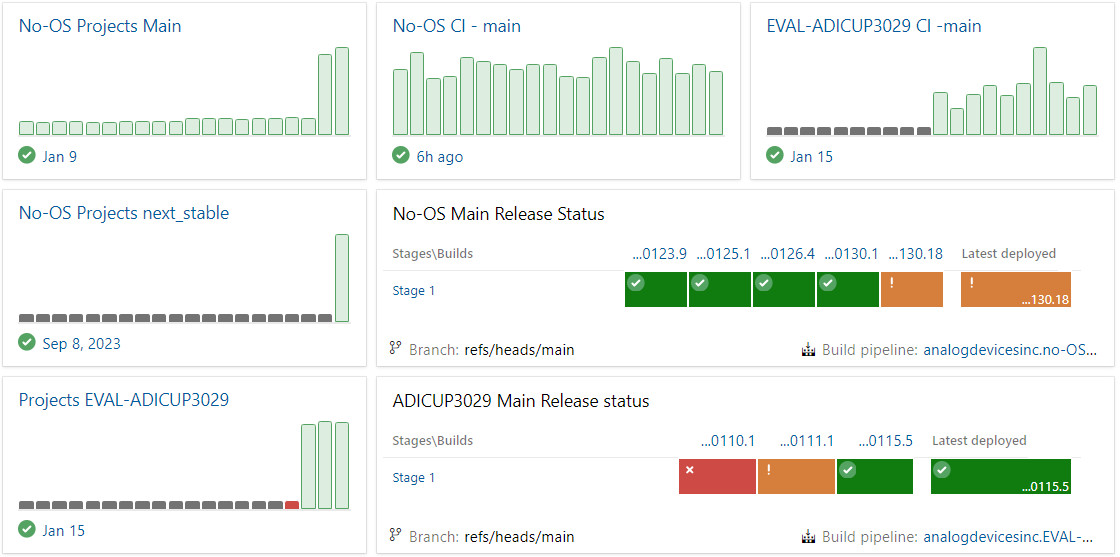 No-OS Projects Main
Jan 9
No-OS CI - main
6h ago
EVAL-ADICUP3029 CI -main
Jan 15
No-OS Projects next_stable
Sep 8, 2023
No-OS Main Release Status
Stages\Builds ...0123.9 ...0125.1 ...0126.4 ...0130.1 ...130.18 Latest deployed
Stage 1
...130.18
Branch: refs/heads/main Build pipeline: analogdevicesinc.no-OS...
Projects EVAL-ADICUP3029
Jan 15
ADICUP3029 Main Release status
Stages\Builds ...0110.1 ...0111.1 ...0115.5 Latest deployed
Stage 1
...0115.5
Branch: refs/heads/main Build pipeline: analogdevicesinc.EVAL-...